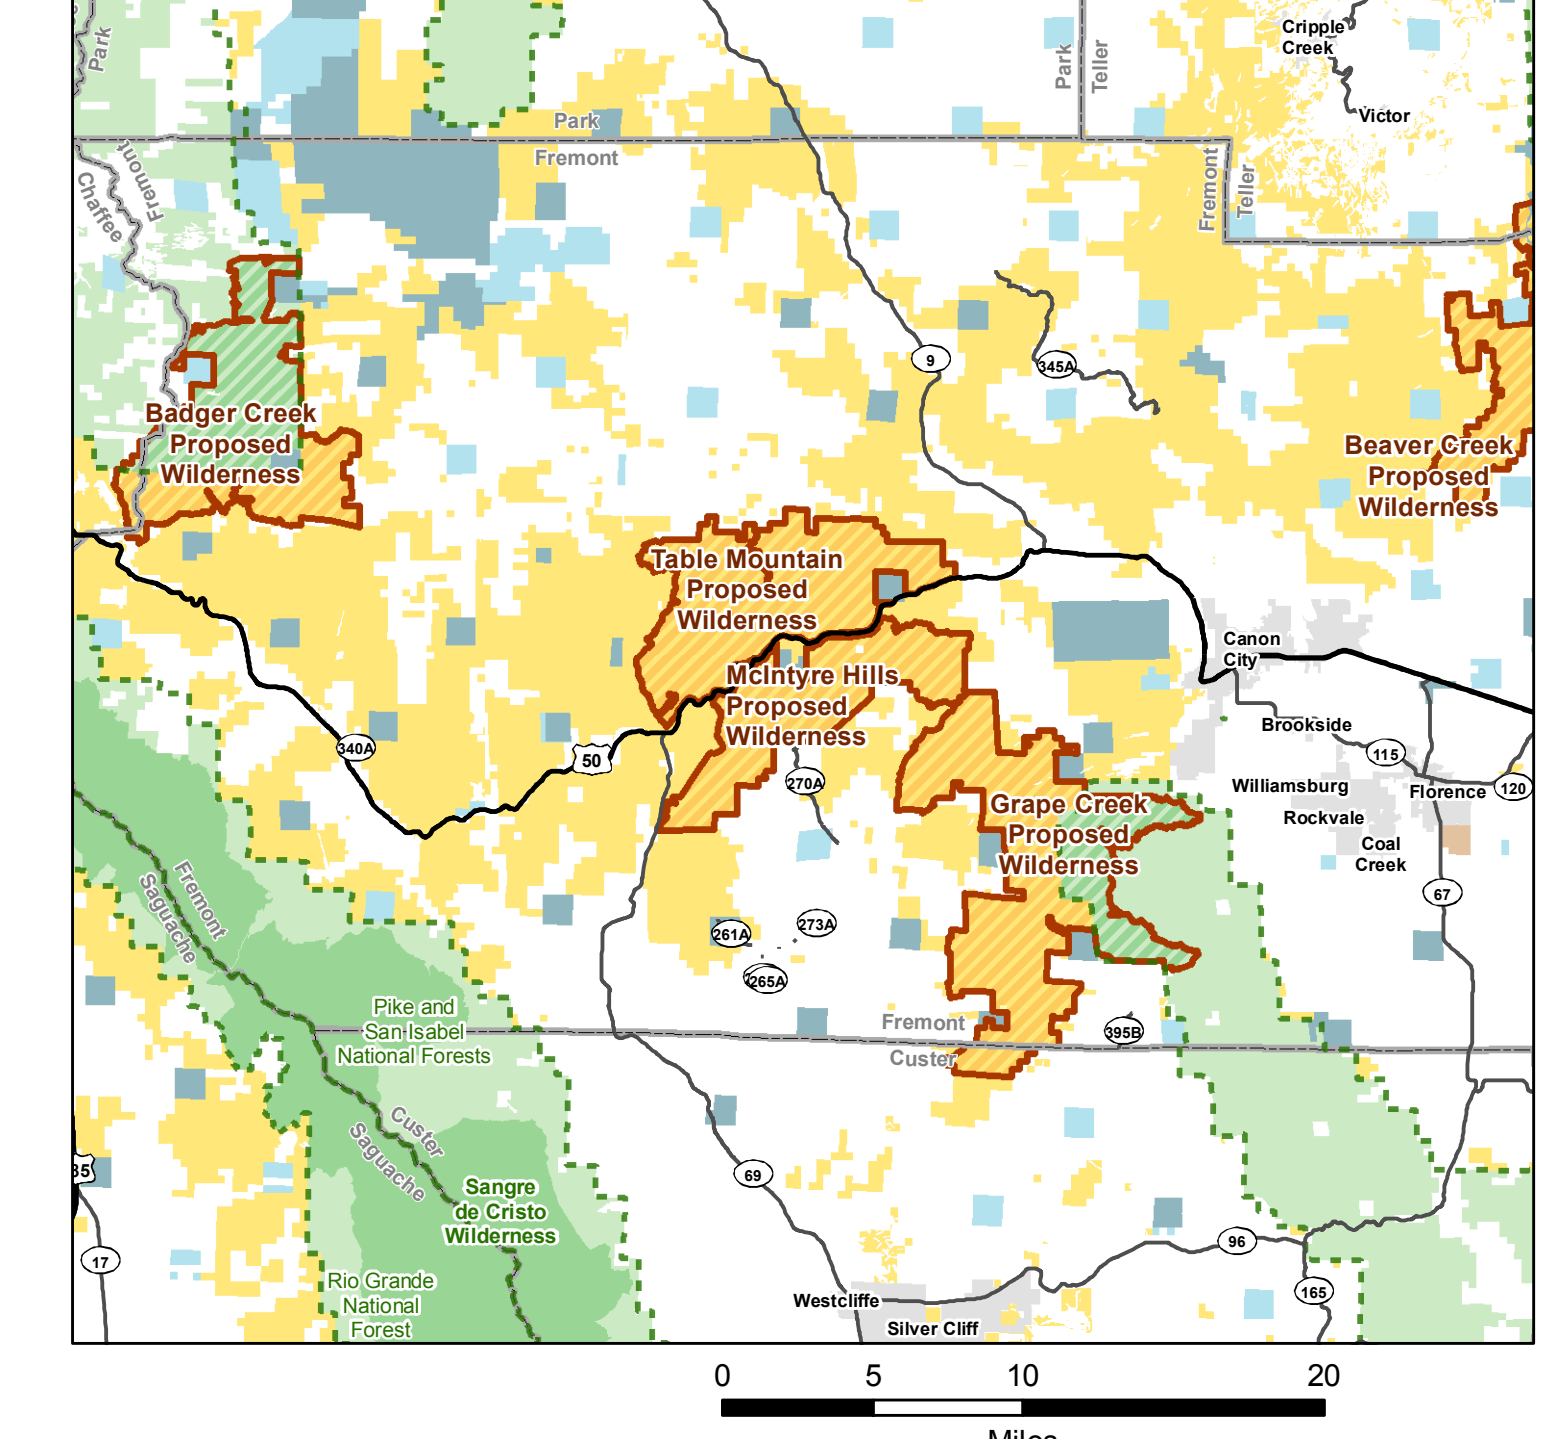 Park
Park
Teller
Cripple
Creek
Victor
Park
Fremont
Fremont
Chaffee
Fremont
Teller
9
345A
Badger Creek
Proposed
Wilderness
Beaver Creek
Proposed
Wilderness
Table Mountain
Proposed
Wilderness
Canon
City
McIntyre Hills
Proposed
Wilderness
Brookside
340A
50
115
270A
Williamsburg
Florence
120
Grape Creek
Proposed
Wilderness
Rockvale
Coal
Creek
67
Fremont
Saguache
261A
273A
265A
Pike and
San Isabel
National Forests
Fremont
Custer
395B
Custer
Saguache
69
Sangre
de Cristo
Wilderness
17
96
Rio Grande
National
Forest
165
Westcliffe
Silver Cliff
0 5 10 20
Miles